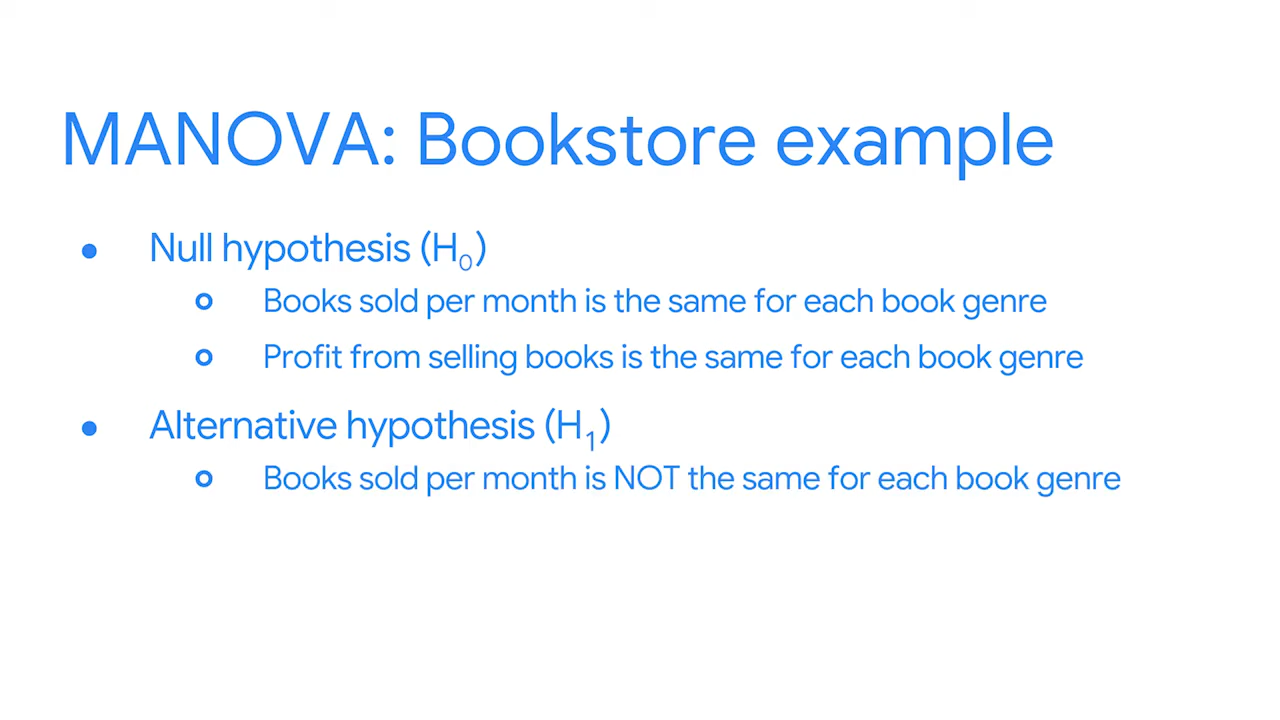 MANOVA: Bookstore example
● Null hypothesis (H₀)
○ Books sold per month is the same for each book genre
○ Profit from selling books is the same for each book genre
● Alternative hypothesis (H₁)
○ Books sold per month is NOT the same for each book genre